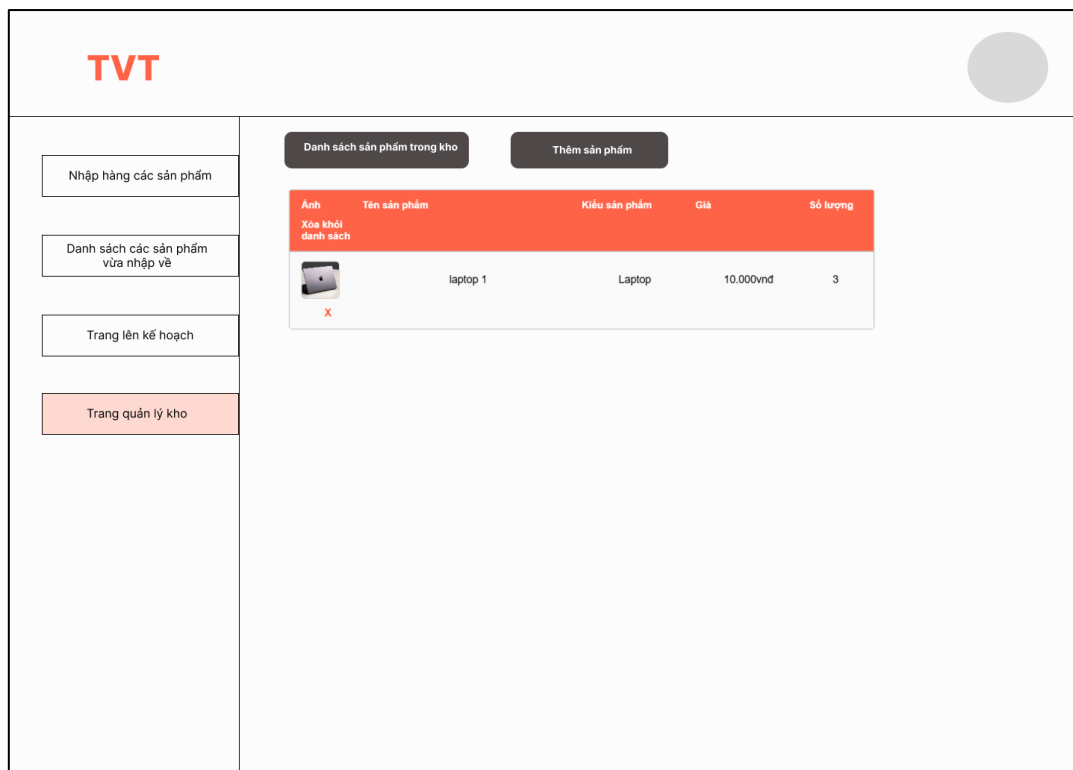 TVT
Nhập hàng các sản phẩm
Danh sách các sản phẩm
vừa nhập về
Trang lên kế hoạch
Trang quản lý kho
Danh sách sản phẩm trong kho
Thêm sản phẩm
Ảnh Tên sản phẩm Kiểu sản phẩm Giá Số lượng
Xóa khỏi
danh sách
laptop 1 Laptop 10.000vnđ 3
X